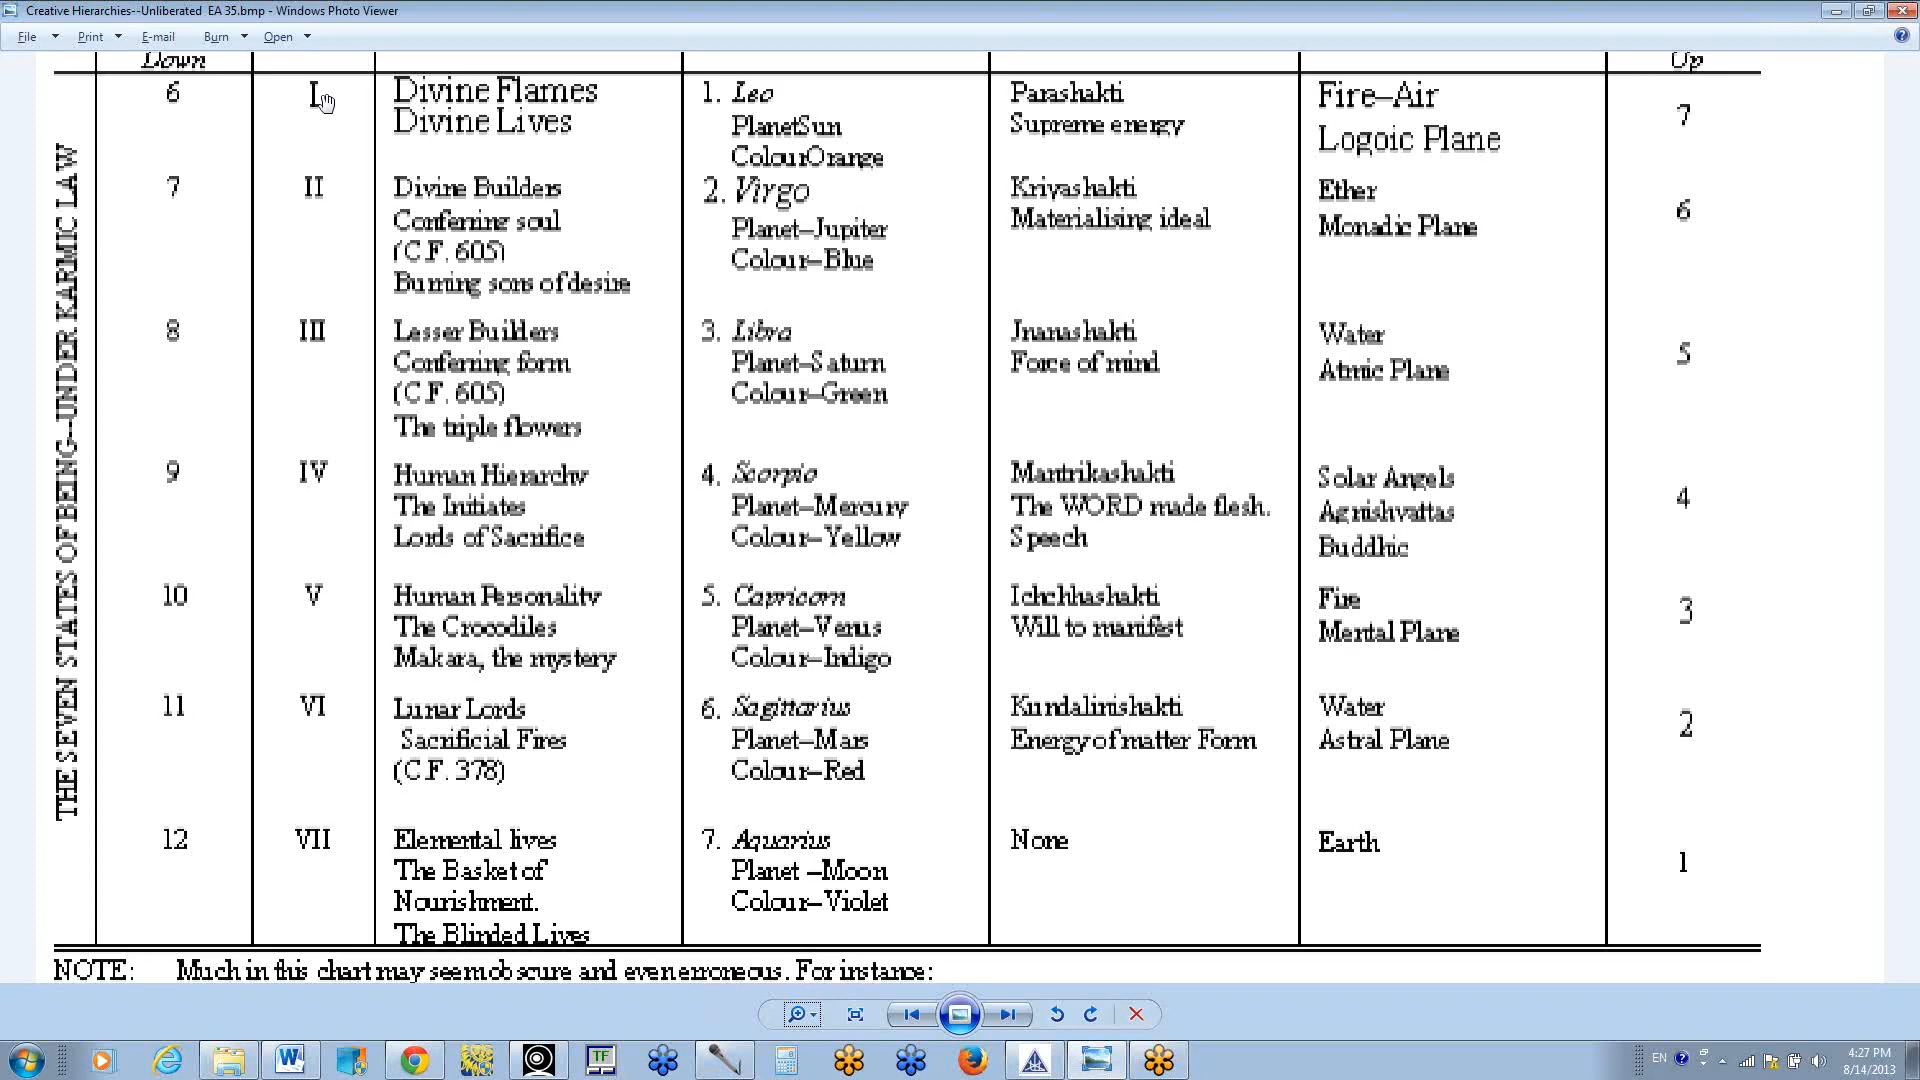 Creative Hierarchies--Unliberated EA 35.bmp - Windows Photo Viewer
File Print E-mail Burn Open
Down Up
THE SEVEN STATES OF BEING--UNDER KARMIC LAW
6 I Divine Flames 1. Leo Parashakti Fire–Air 7
Divine Lives PlanetSun Supreme energy Logoic Plane
ColourOrange
7 II Divine Builders 2. Virgo Kriyashakti Ether 6
Conferring soul Planet–Jupiter Materialising ideal Monadic Plane
(C.F. 605) Colour–Blue
Burning sons of desire
8 III Lesser Builders 3. Libra Jnanashakti Water 5
Conferring form Planet–Saturn Force of mind Atmic Plane
(C.F. 605) Colour–Green
The triple flowers
9 IV Human Hierarchy 4. Scorpio Mantrikashakti Solar Angels 4
The Initiates Planet–Mercury The WORD made flesh. Agnishvattas
Lords of Sacrifice Colour–Yellow Speech Buddhic
10 V Human Personality 5. Capricorn Ichchhashakti Fire 3
The Crocodiles Planet–Venus Will to manifest Mental Plane
Makara, the mystery Colour–Indigo
11 VI Lunar Lords 6. Sagittarius Kundalinishakti Water 2
Sacrificial Fires Planet–Mars Energy of matter Form Astral Plane
(C.F. 378) Colour–Red
12 VII Elemental lives 7. Aquarius None Earth 1
The Basket of Planet –Moon
Nourishment. Colour–Violet
The Blinded Lives
NOTE: Much in this chart may seem obscure and even erroneous. For instance:
TF
EN
4:27 PM
8/14/2013